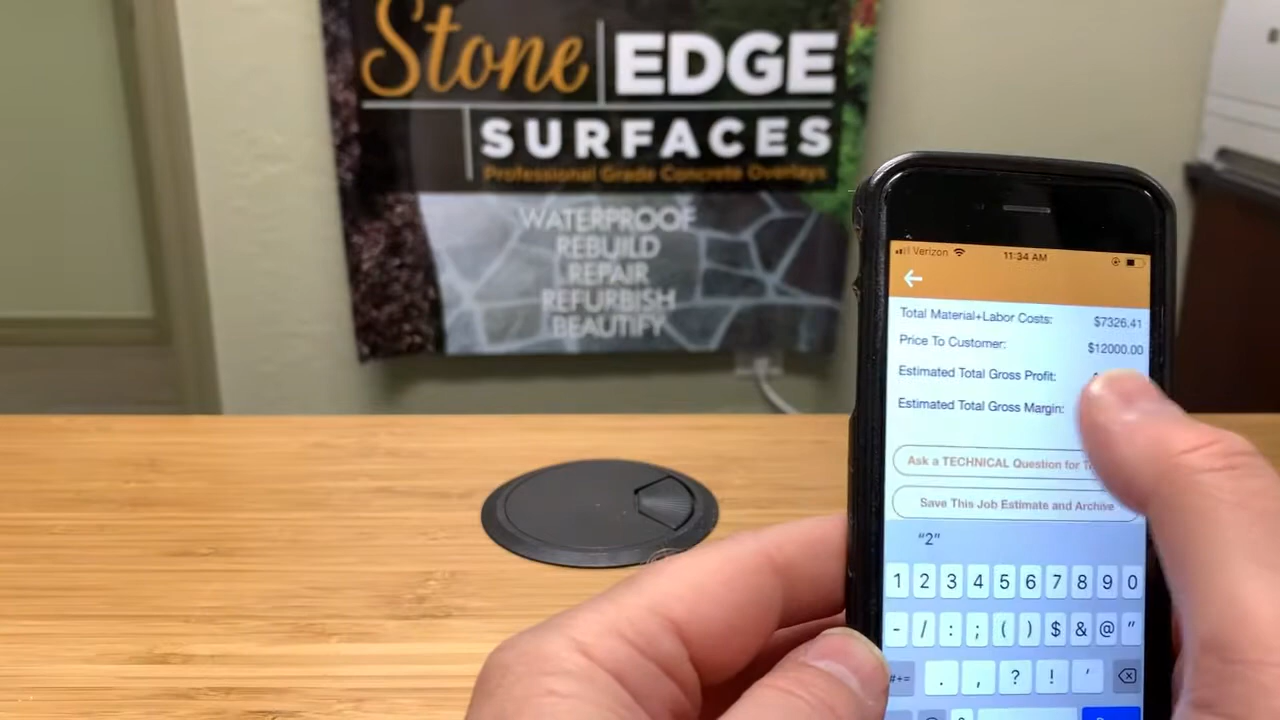 Stone EDGE
SURFACES
Professional Grade Concrete Overlays
WATERPROOF
REBUILD
REPAIR
REFURBISH
BEAUTIFY
Verizon 11:34 AM
Total Material+Labor Costs: $7326.41
Price To Customer: $12000.00
Estimated Total Gross Profit:
Estimated Total Gross Margin:
Ask a TECHNICAL Question for
Save This Job Estimate and Archive
"2"
1 2 3 4 5 6 7 8 9 0
- / : ; ( ) $ & @ "
#+= . , ? ! '